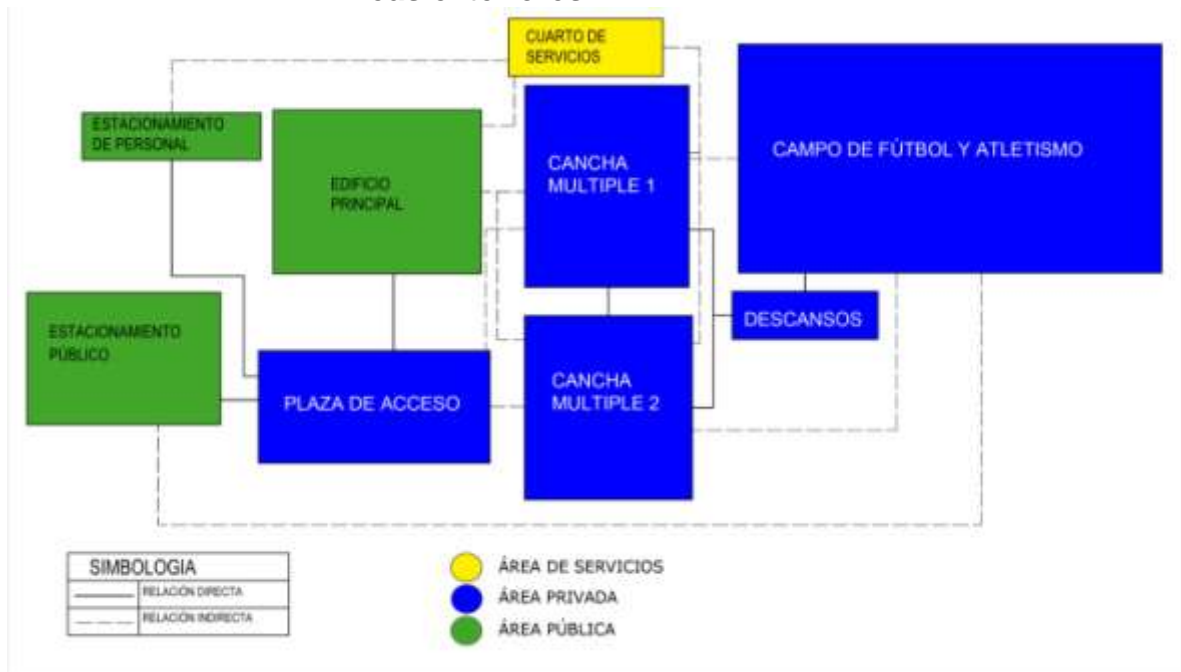 CUARTO DE
SERVICIOS
ESTACIONAMIENTO
DE PERSONAL
EDIFICIO
PRINCIPAL
CANCHA
MULTIPLE 1
CAMPO DE FÚTBOL Y ATLETISMO
ESTACIONAMIENTO
PÚBLICO
DESCANSOS
PLAZA DE ACCESO
CANCHA
MULTIPLE 2
SIMBOLOGIA
RELACIÓN DIRECTA
RELACIÓN INDIRECTA
ÁREA DE SERVICIOS
ÁREA PRIVADA
ÁREA PÚBLICA